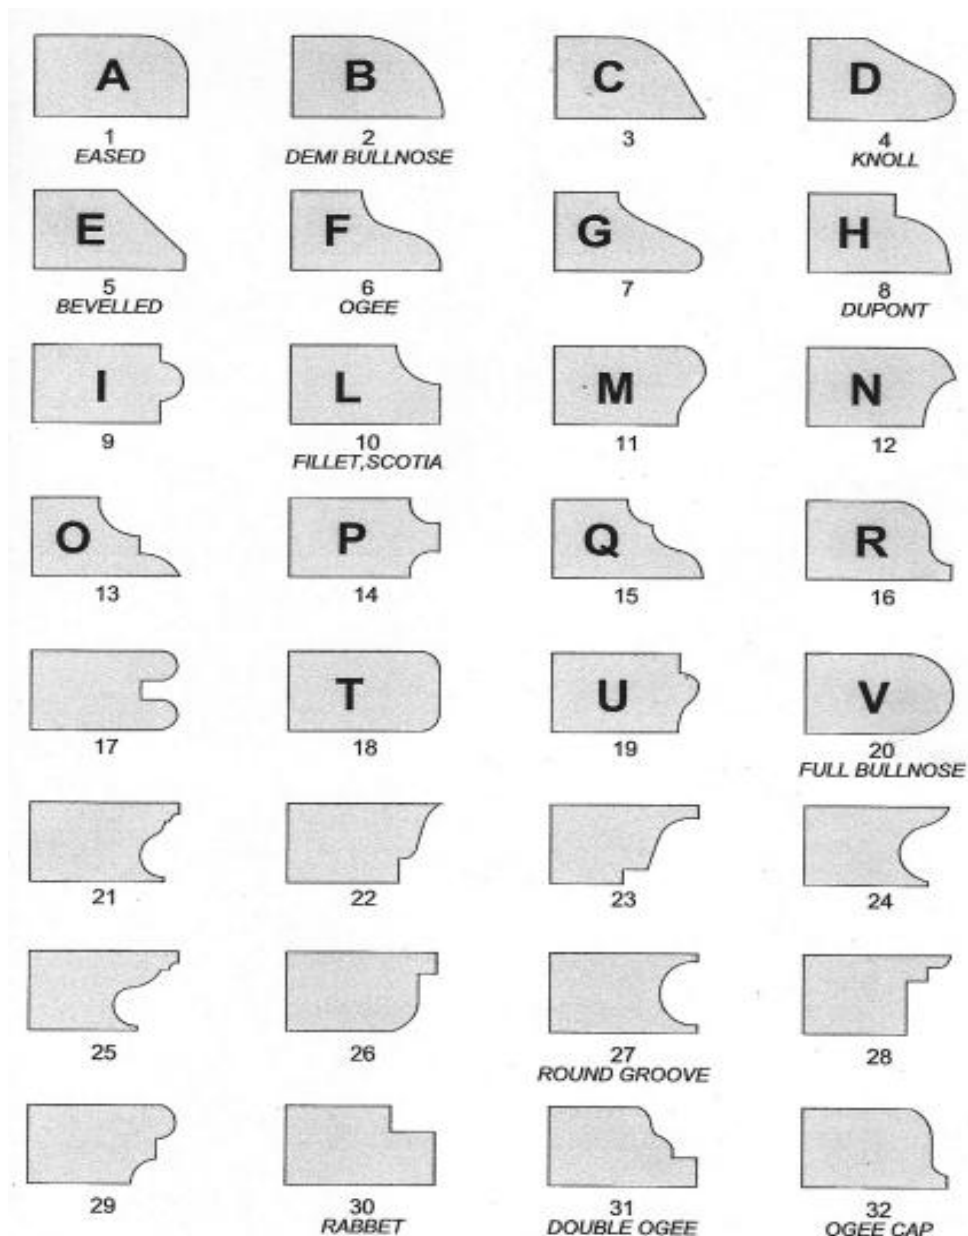 A B C D
1 2 3 4
EASED DEMI BULLNOSE KNOLL
E F G H
5 6 7 8
BEVELLED OGEE DUPONT
I L M N
9 10 11 12
FILLET,SCOTIA
O P Q R
13 14 15 16
T U V
17 18 19 20
FULL BULLNOSE
21 22 23 24
25 26 27 28
ROUND GROOVE
29 30 31 32
RABBET DOUBLE OGEE OGEE CAP